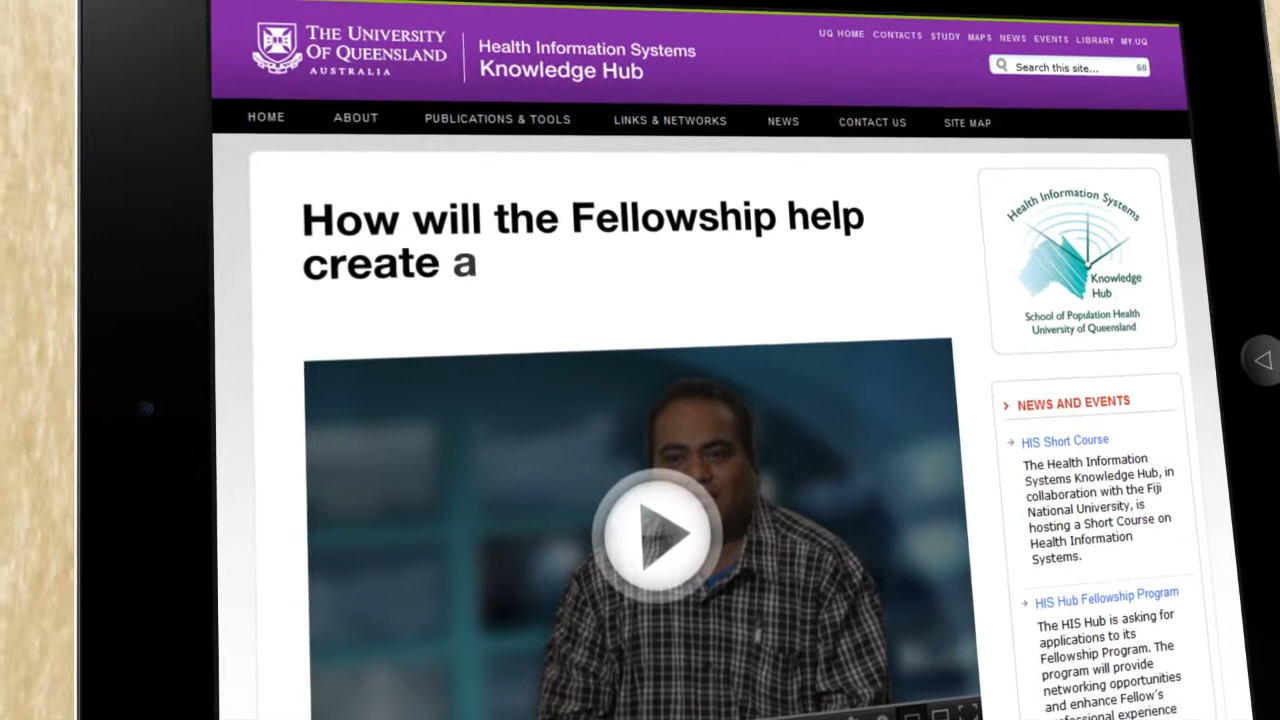 THE UNIVERSITY
OF QUEENSLAND
AUSTRALIA
Health Information Systems
Knowledge Hub
UQ HOME CONTACTS STUDY MAPS NEWS EVENTS LIBRARY MY.UQ
Search this site... GO
HOME ABOUT PUBLICATIONS & TOOLS LINKS & NETWORKS NEWS CONTACT US SITE MAP
How will the Fellowship help
create a
Health Information Systems
Knowledge
Hub
School of Population Health
University of Queensland
NEWS AND EVENTS
HIS Short Course
The Health Information
Systems Knowledge Hub, in
collaboration with the Fiji
National University, is
hosting a Short Course on
Health Information
Systems.
HIS Hub Fellowship Program
The HIS Hub is asking for
applications to its
Fellowship Program. The
program will provide
networking opportunities
and enhance Fellow's
professional experience